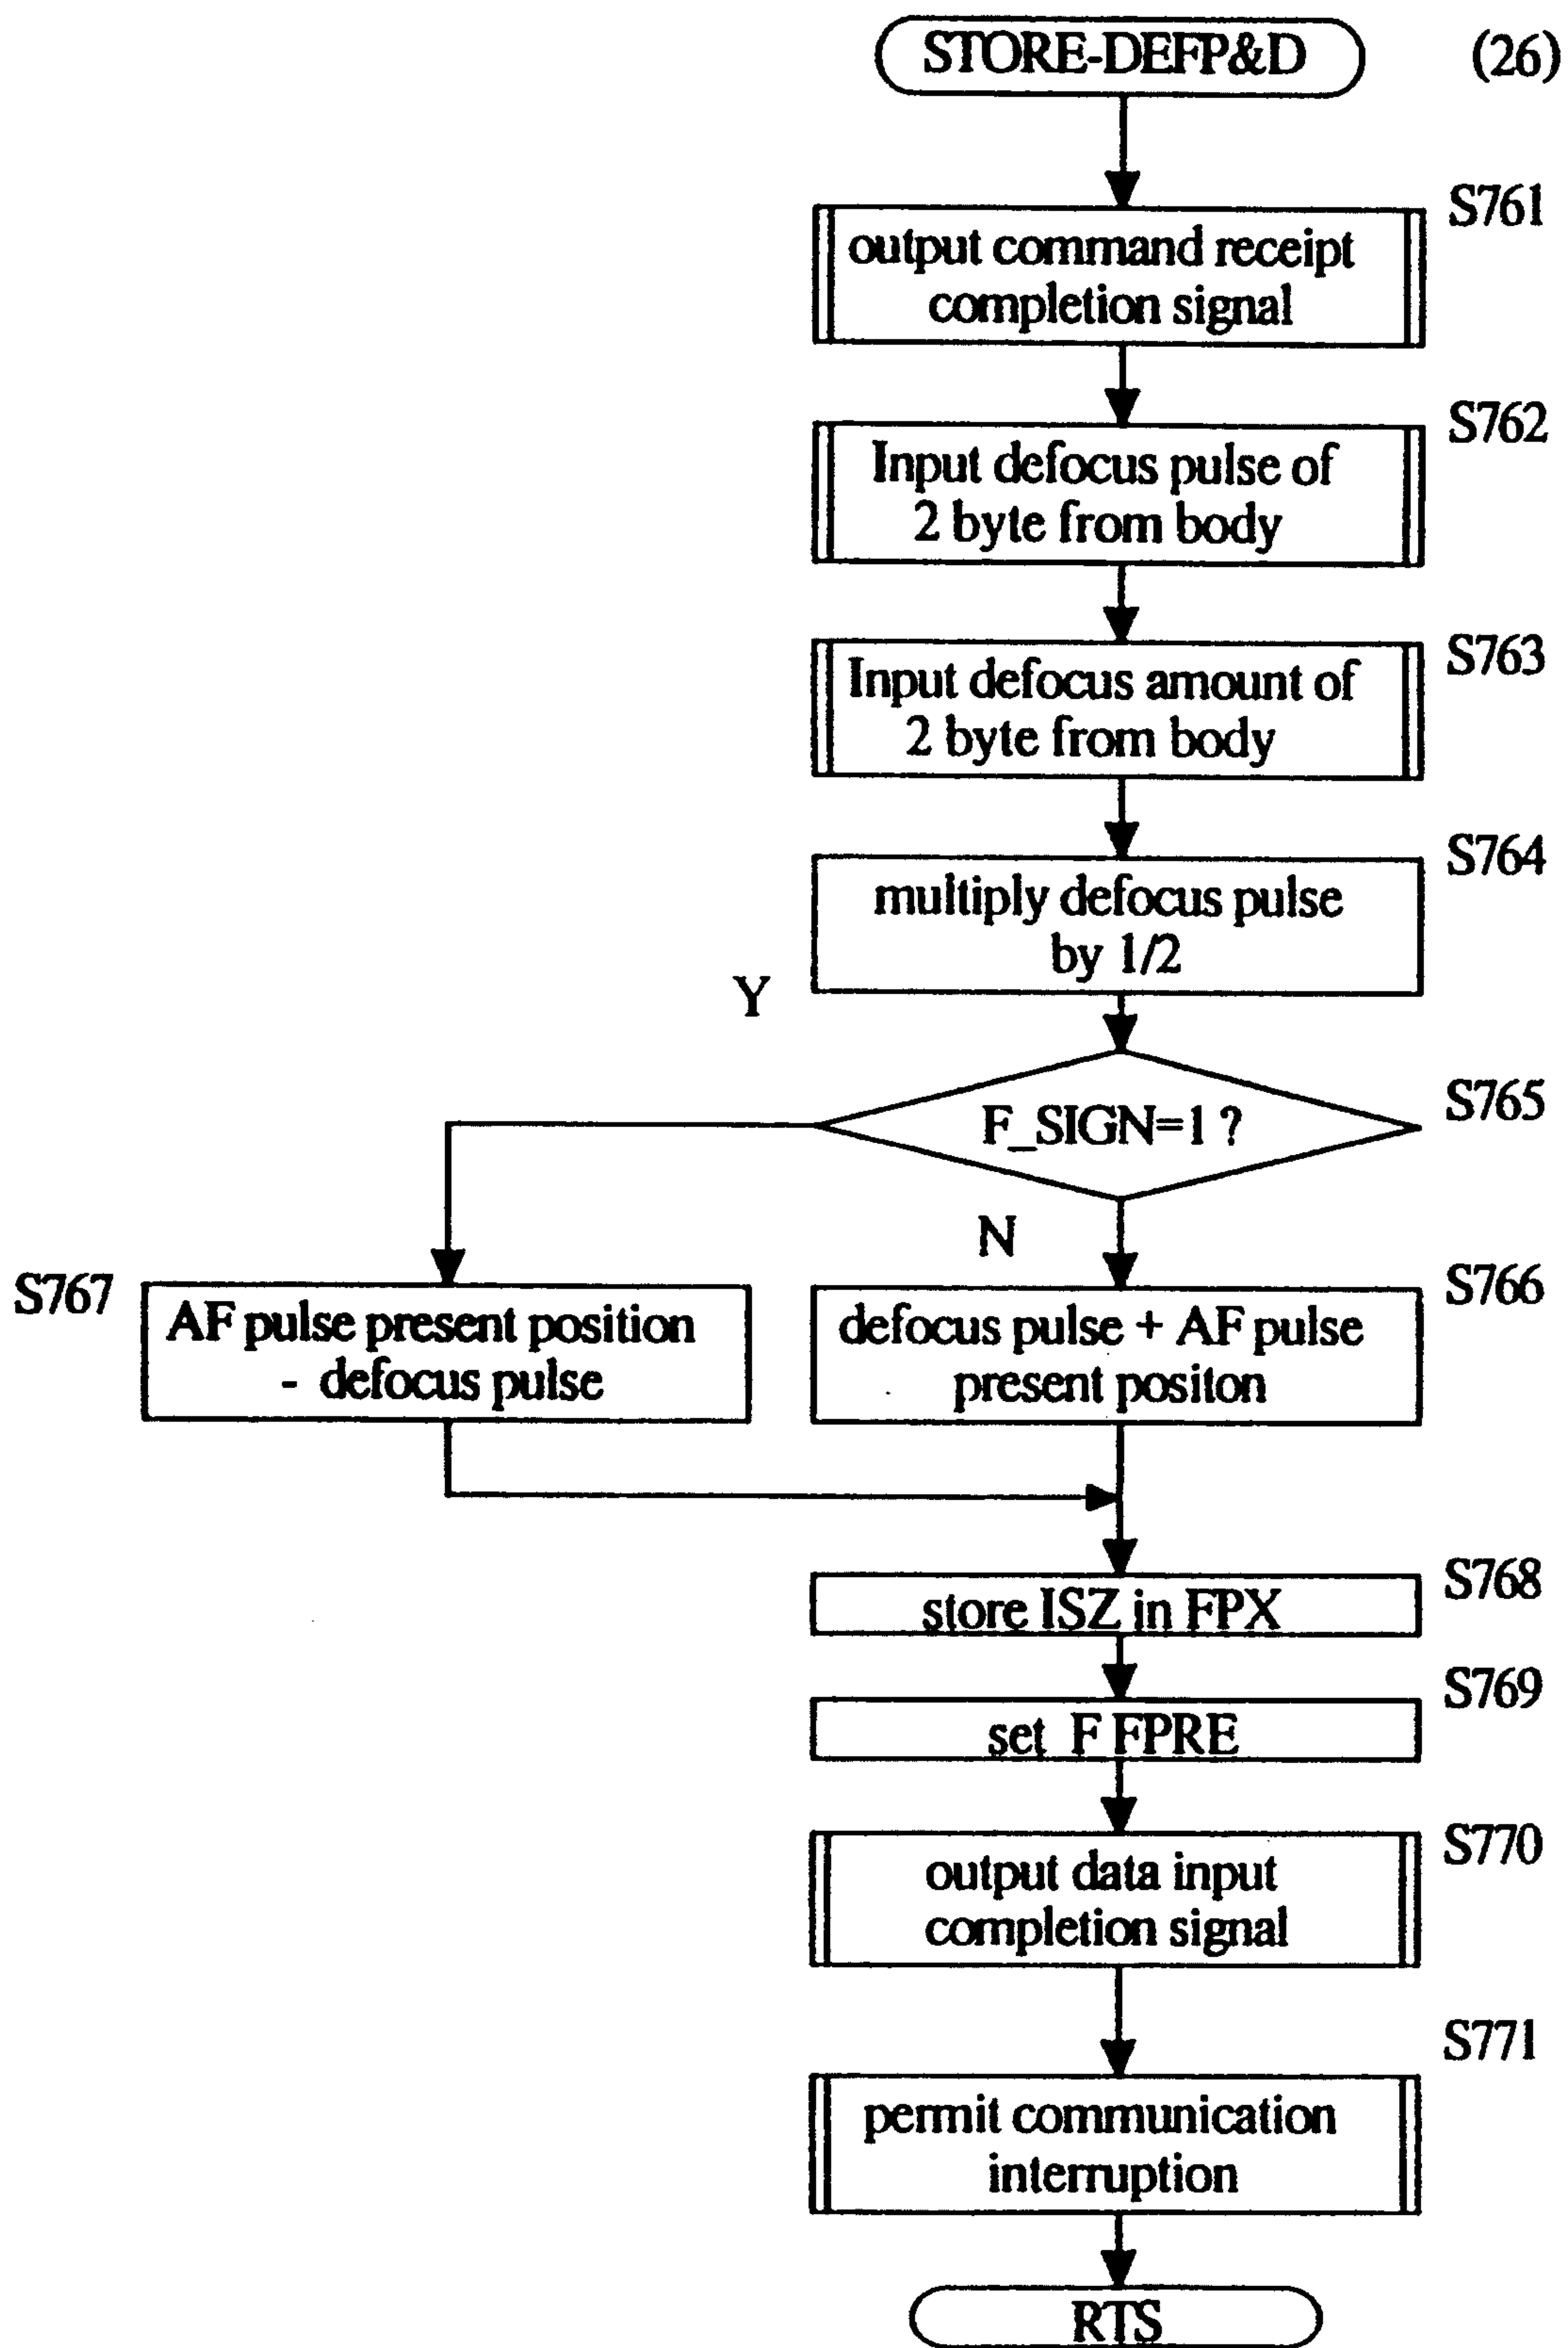 STORE-DEFP&D
(26)
S761
output command receipt
completion signal
S762
Input defocus pulse of
2 byte from body
S763
Input defocus amount of
2 byte from body
S764
multiply defocus pulse
by 1/2
Y
S765
F_SIGN=1 ?
N
S767
AF pulse present position
- defocus pulse
S766
defocus pulse + AF pulse
present positon
S768
store ISZ in FPX
S769
set F FPRE
S770
output data input
completion signal
S771
permit communication
interruption
RTS